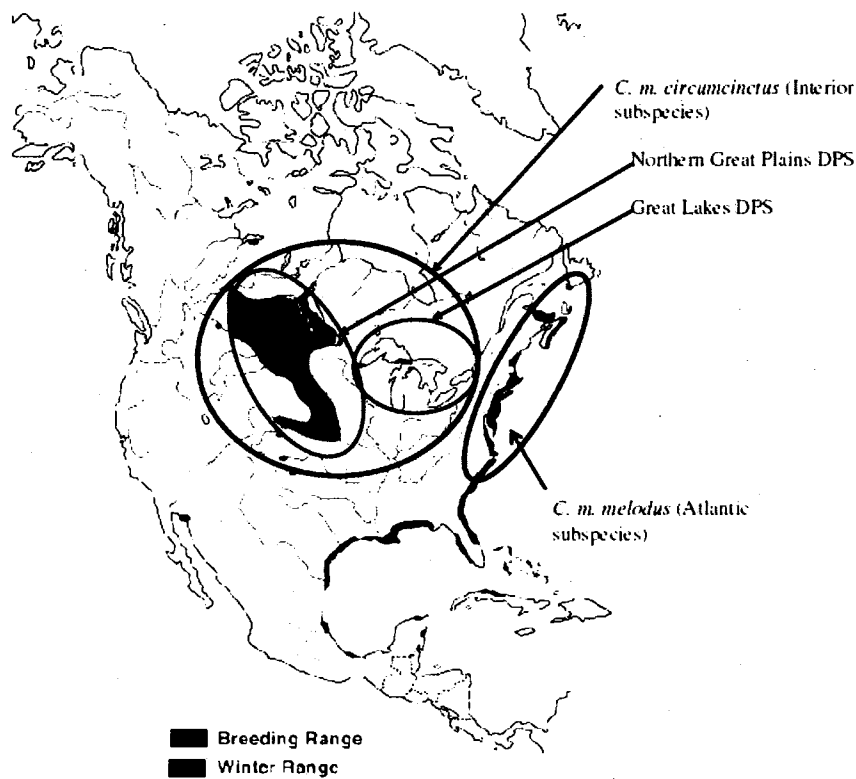 C. m. circumcinctus (Interior
subspecies)
Northern Great Plains DPS
Great Lakes DPS
C. m. melodus (Atlantic
subspecies)
Breeding Range
Winter Range